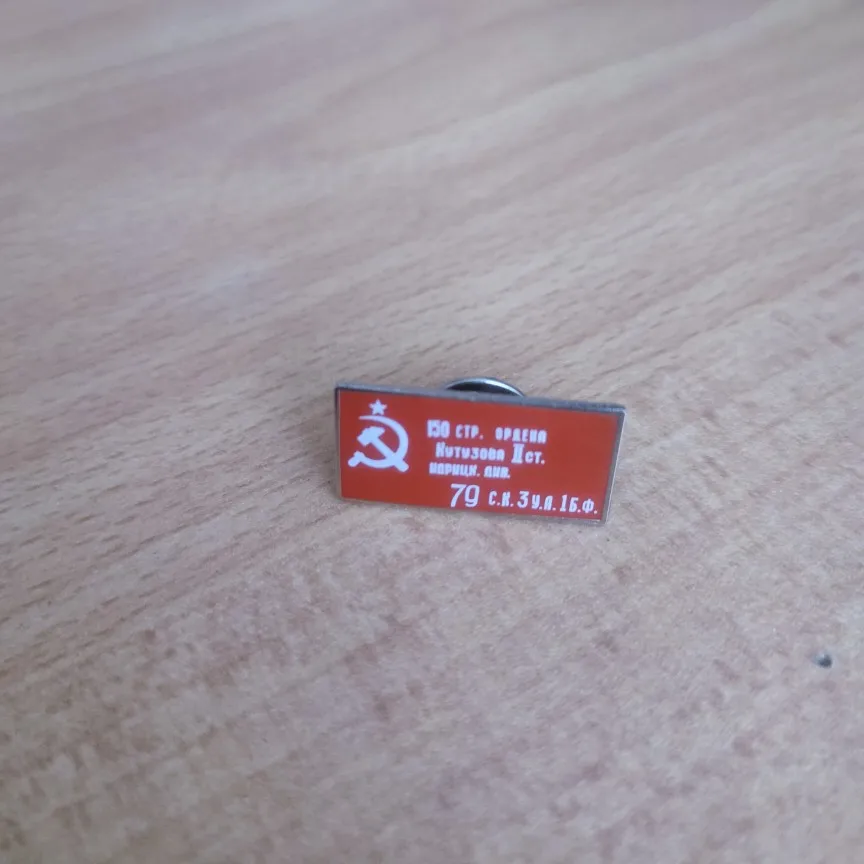 150 СТР. ОРДЕНА
Кутузова II ст.
идрицк. див.
79 С.К. 3 У.А. 1 Б.Ф.